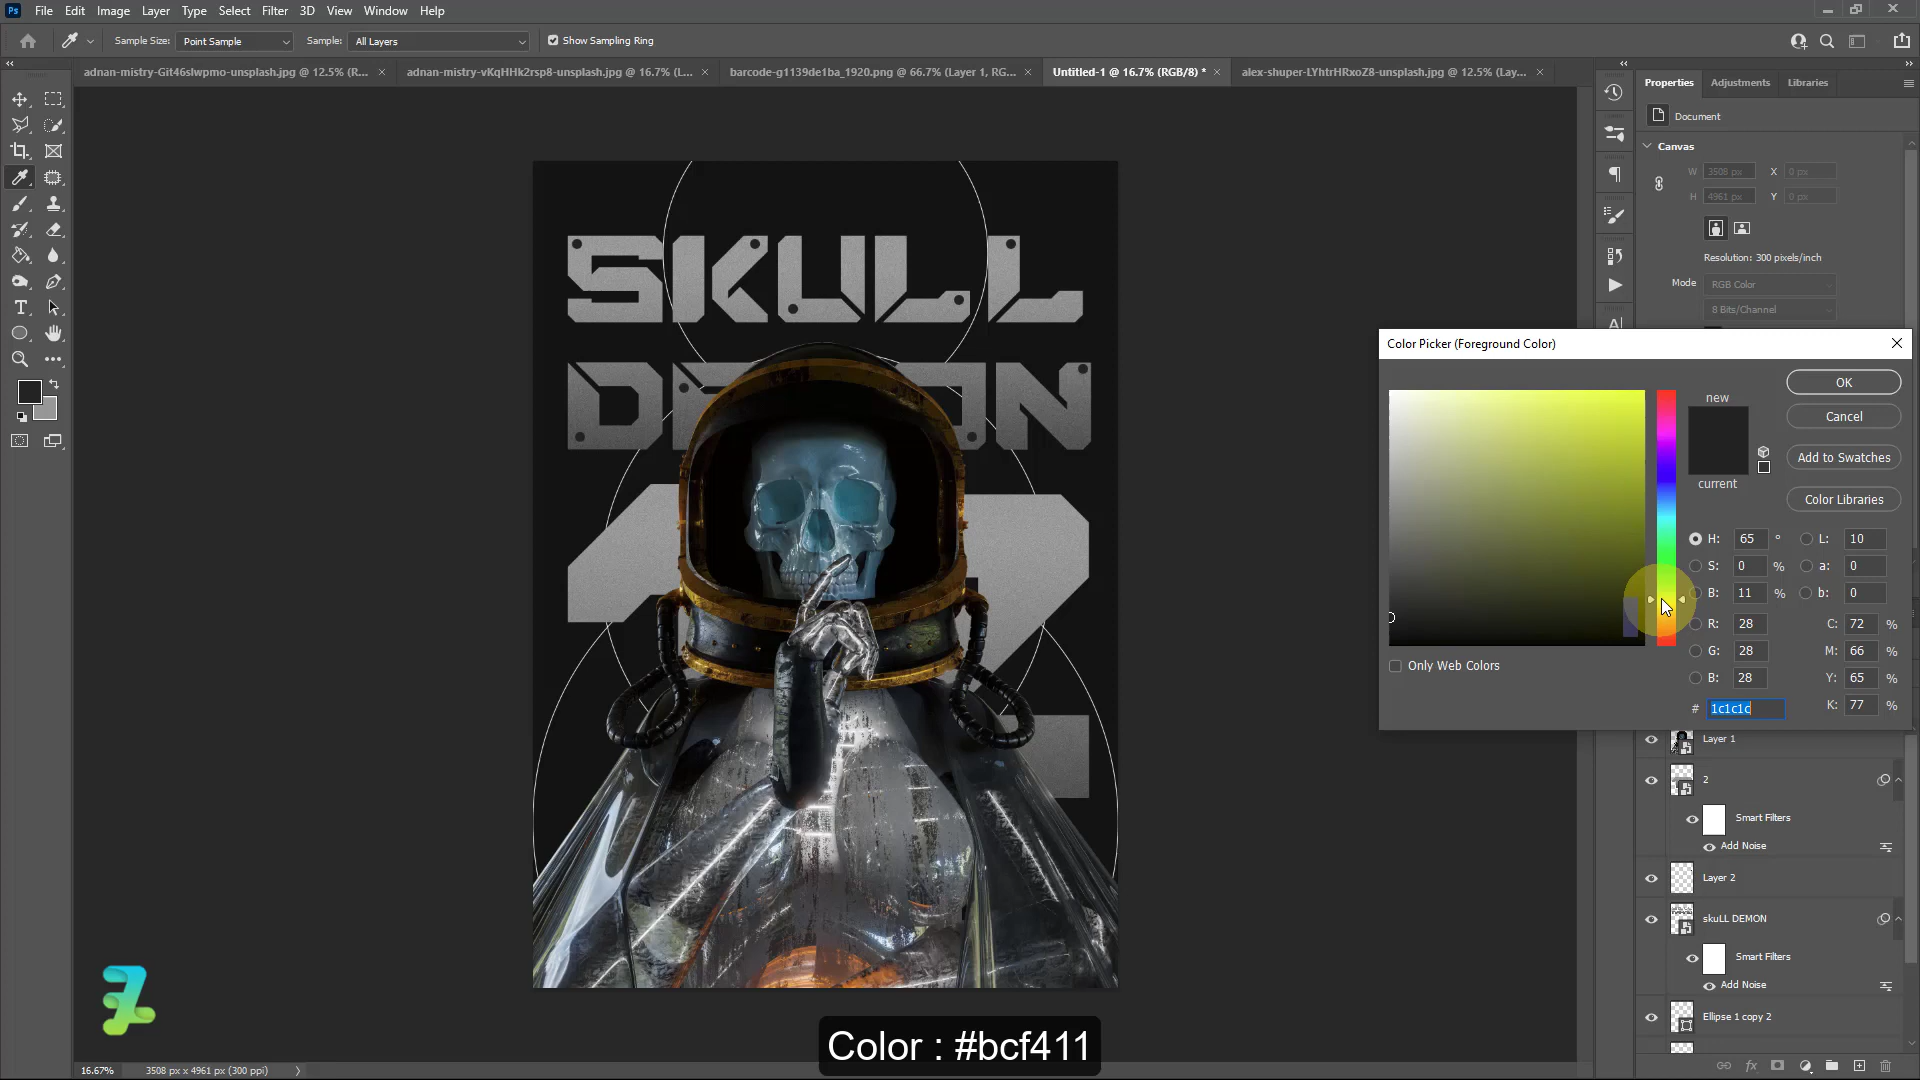 Ps File Edit Image Layer Type Select Filter 3D View Window Help
Sample Size: Point Sample Sample: All Layers Show Sampling Ring
adnan-mistry-Git46slwpmo-unsplash.jpg @ 12.5% (R... × adnan-mistry-vKqHHk2rsp8-unsplash.jpg @ 16.7% (L... × barcode-g1139de1ba_1920.png @ 66.7% (Layer 1, RG... × Untitled-1 @ 16.7% (RGB/8) * × alex-shuper-LYhtrHRxoZ8-unsplash.jpg @ 12.5% (Lay... ×
Properties Adjustments Libraries
Document
Canvas
W 3508 px X 0 px
H 4961 px Y 0 px
Resolution: 300 pixels/inch
Mode RGB Color
8 Bits/Channel
SKULL
DEMON
Color Picker (Foreground Color)
new
current
OK
Cancel
Add to Swatches
Color Libraries
H: 65 ° L: 10
S: 0 % a: 0
B: 11 % b: 0
R: 28 C: 72 %
G: 28 M: 66 %
B: 28 Y: 65 %
# 1c1c1c K: 77 %
Only Web Colors
Layer 1
2
Smart Filters
Add Noise
Layer 2
skuLL DEMON
Smart Filters
Add Noise
Ellipse 1 copy 2
Color : #bcf411
16.67% 3508 px x 4961 px (300 ppi)